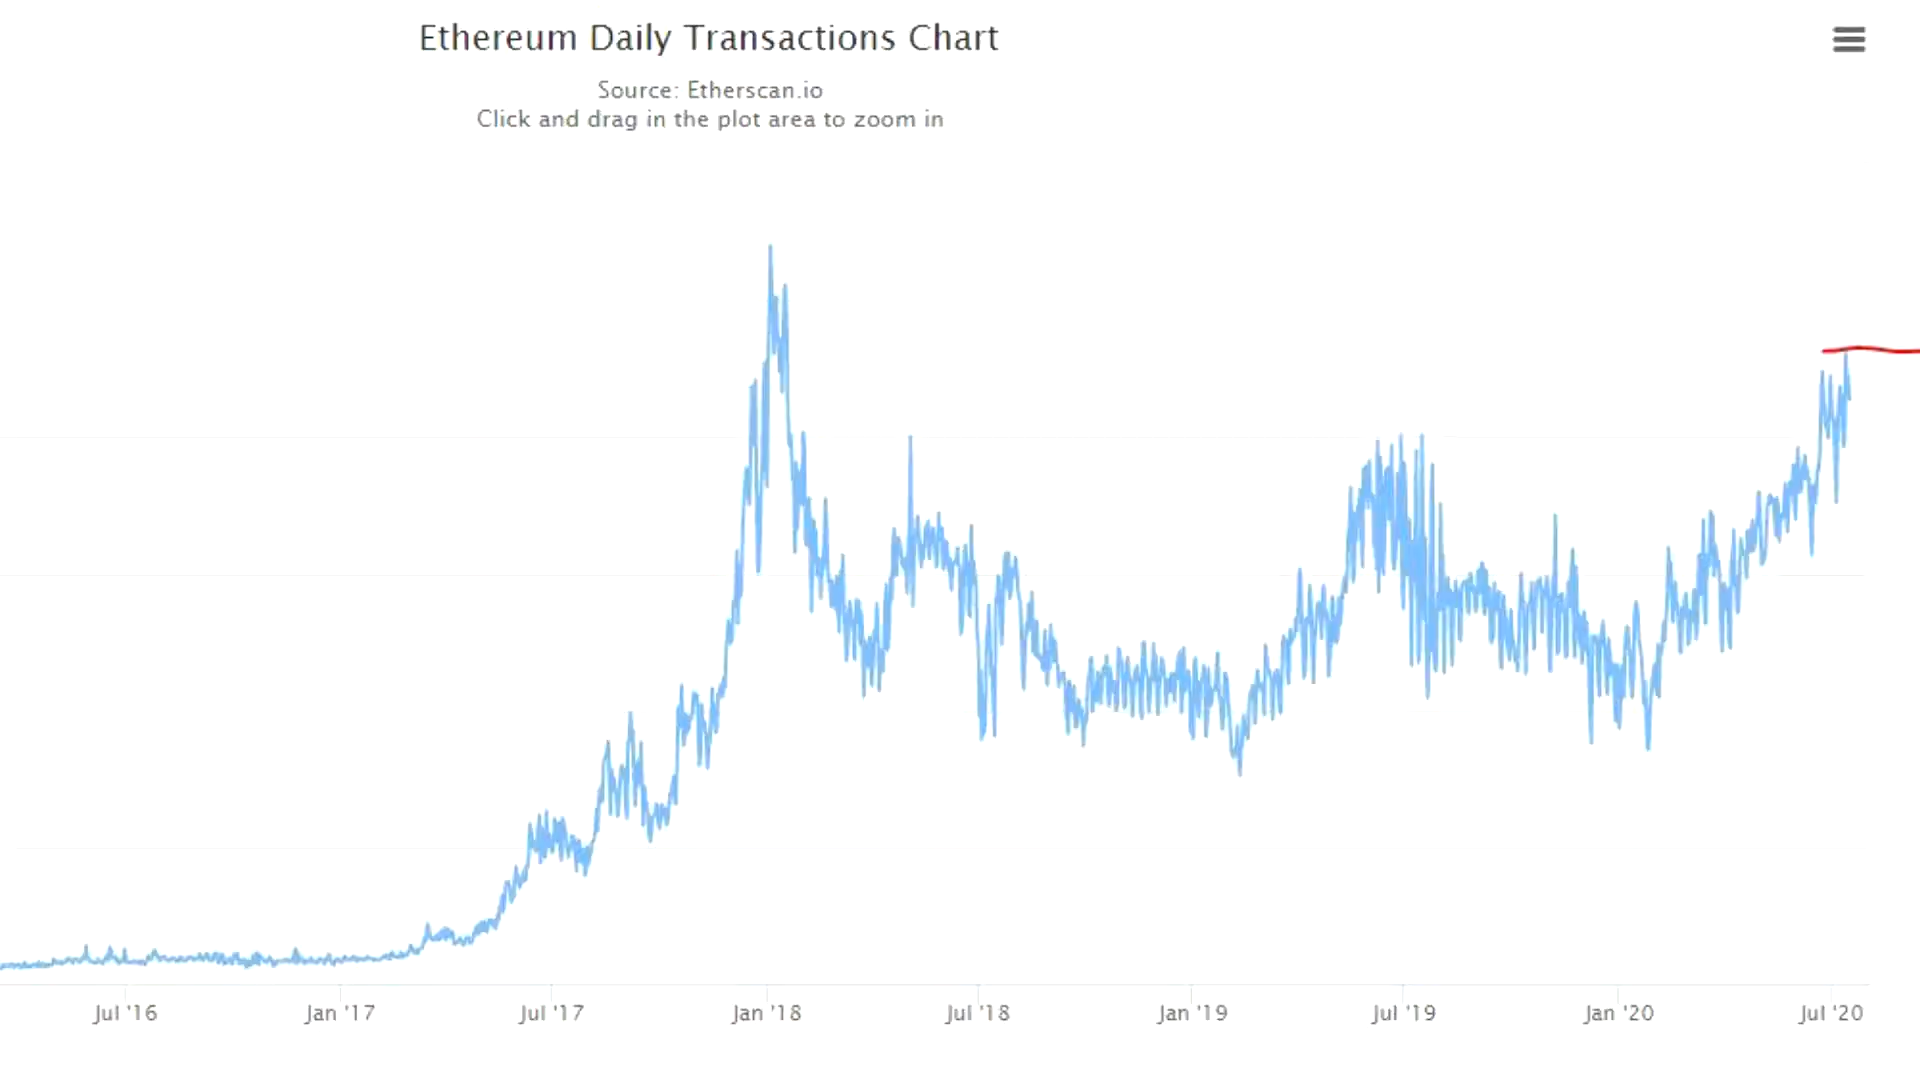 Ethereum Daily Transactions Chart
Source: Etherscan.io
Click and drag in the plot area to zoom in
Jul '16
Jan '17
Jul '17
Jan '18
Jul '18
Jan '19
Jul '19
Jan '20
Jul '20